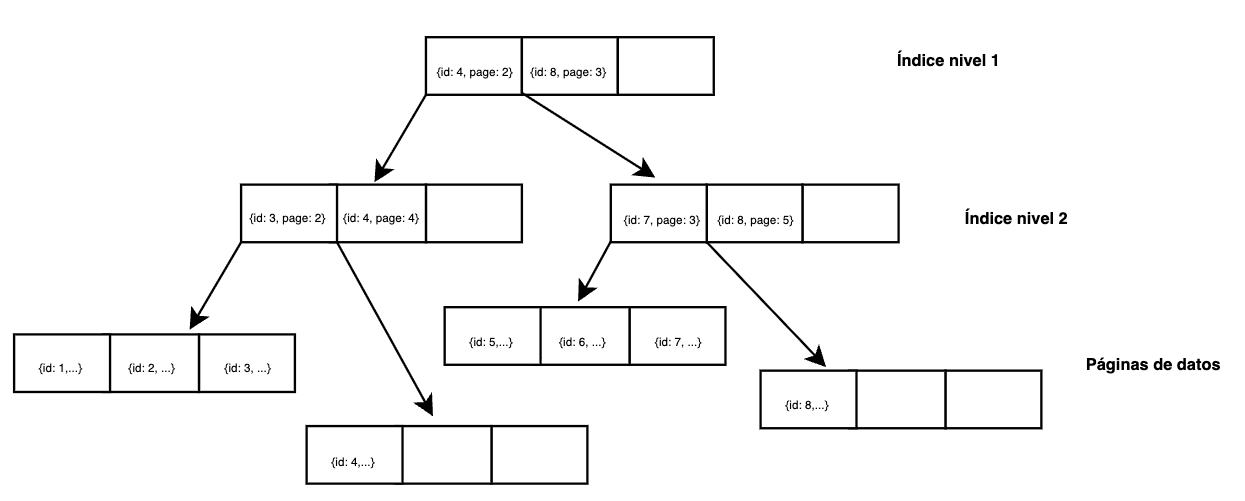 {id: 4, page: 2} {id: 8, page: 3}
Índice nivel 1
{id: 3, page: 2} {id: 4, page: 4}
{id: 7, page: 3} {id: 8, page: 5}
Índice nivel 2
{id: 1,...} {id: 2, ...} {id: 3, ...}
{id: 5,...} {id: 6, ...} {id: 7, ...}
{id: 4,...}
{id: 8,...}
Páginas de datos